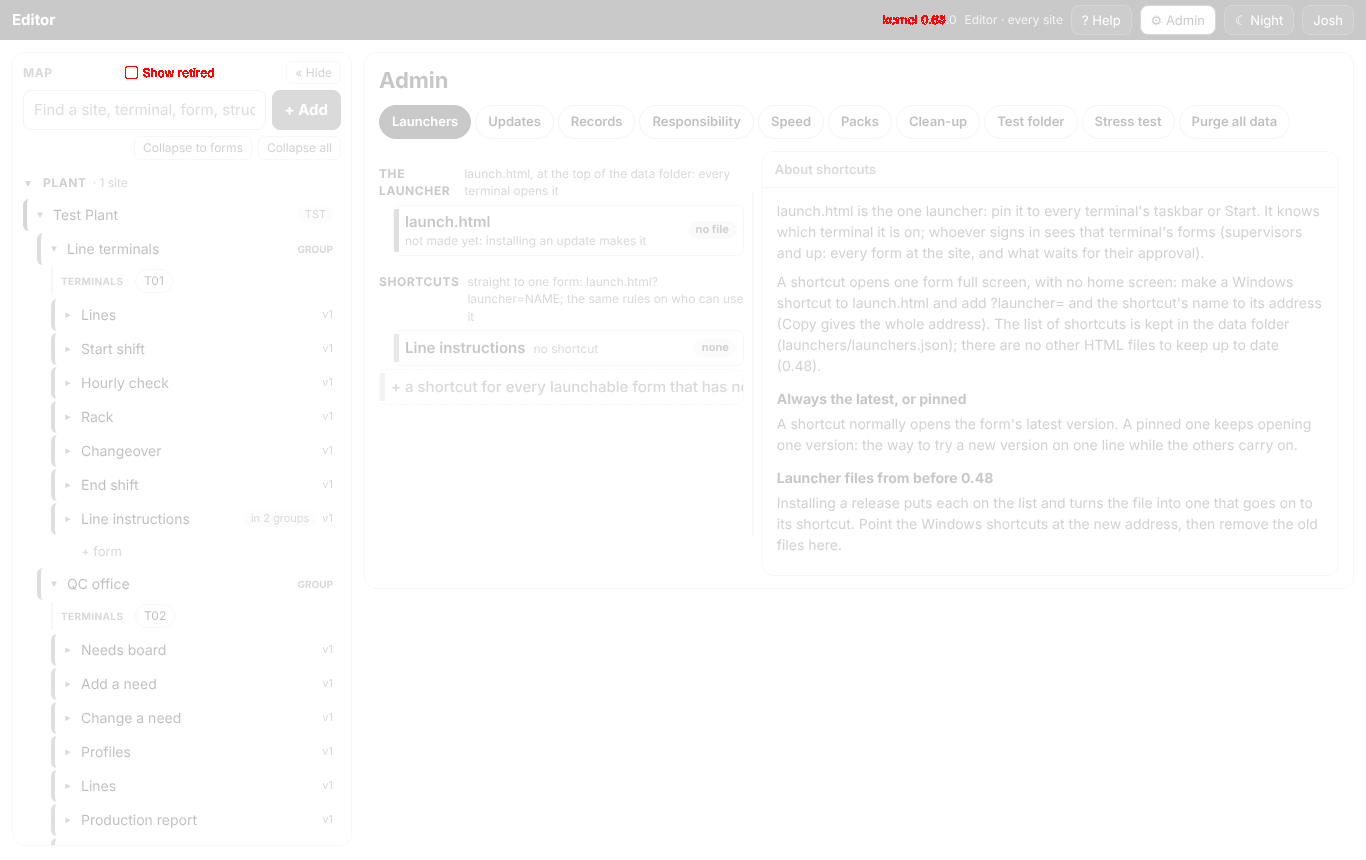 Editor
Editor · every site
? Help
Admin
Night
Josh
MAP
Show retired
« Hide
Find a site, terminal, form, struc
+ Add
Collapse to forms
Collapse all
PLANT · 1 site
Test Plant
TST
Line terminals
GROUP
TERMINALS
T01
Lines
v1
Start shift
v1
Hourly check
v1
Rack
v1
Changeover
v1
End shift
v1
Line instructions
in 2 groups
v1
+ form
QC office
GROUP
TERMINALS
T02
Needs board
v1
Add a need
v1
Change a need
v1
Profiles
v1
Lines
v1
Production report
v1
Admin
Launchers
Updates
Records
Responsibility
Speed
Packs
Clean-up
Test folder
Stress test
Purge all data
THE LAUNCHER
launch.html, at the top of the data folder: every
terminal opens it
launch.html
not made yet: installing an update makes it
no file
SHORTCUTS
straight to one form: launch.html?
launcher=NAME; the same rules on who can use
it
Line instructions
no shortcut
none
+ a shortcut for every launchable form that has
About shortcuts
launch.html is the one launcher: pin it to every terminal's taskbar or Start. It knows
which terminal it is on; whoever signs in sees that terminal's forms (supervisors
and up: every form at the site, and what waits for their approval).
A shortcut opens one form full screen, with no home screen: make a Windows
shortcut to launch.html and add ?launcher= and the shortcut's name to its address
(Copy gives the whole address). The list of shortcuts is kept in the data folder
(launchers/launchers.json); there are no other HTML files to keep up to date
(0.48).
Always the latest, or pinned
A shortcut normally opens the form's latest version. A pinned one keeps opening
one version: the way to try a new version on one line while the others carry on.
Launcher files from before 0.48
Installing a release puts each on the list and turns the file into one that goes on to
its shortcut. Point the Windows shortcuts at the new address, then remove the old
files here.